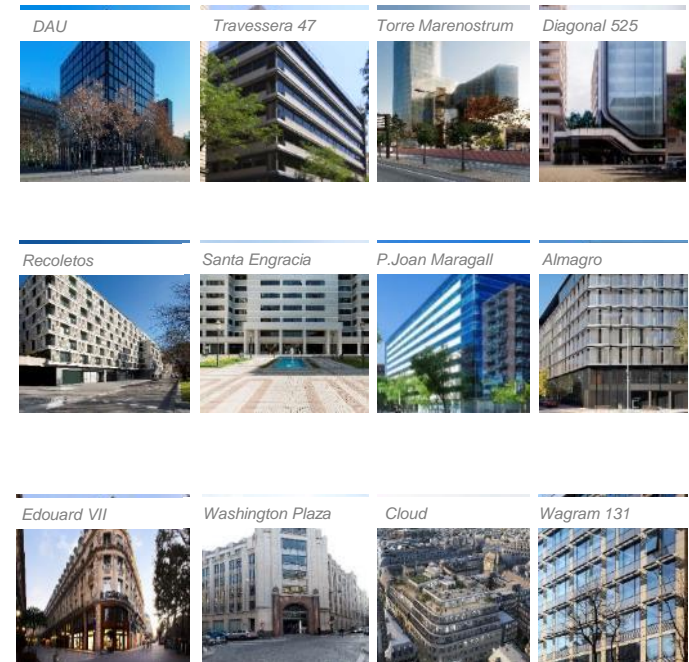 DAU
Travessera 47
Torre Marenostrum
Diagonal 525
Recoletos
Santa Engracia
P.Joan Maragall
Almagro
Edouard VII
Washington Plaza
Cloud
Wagram 131